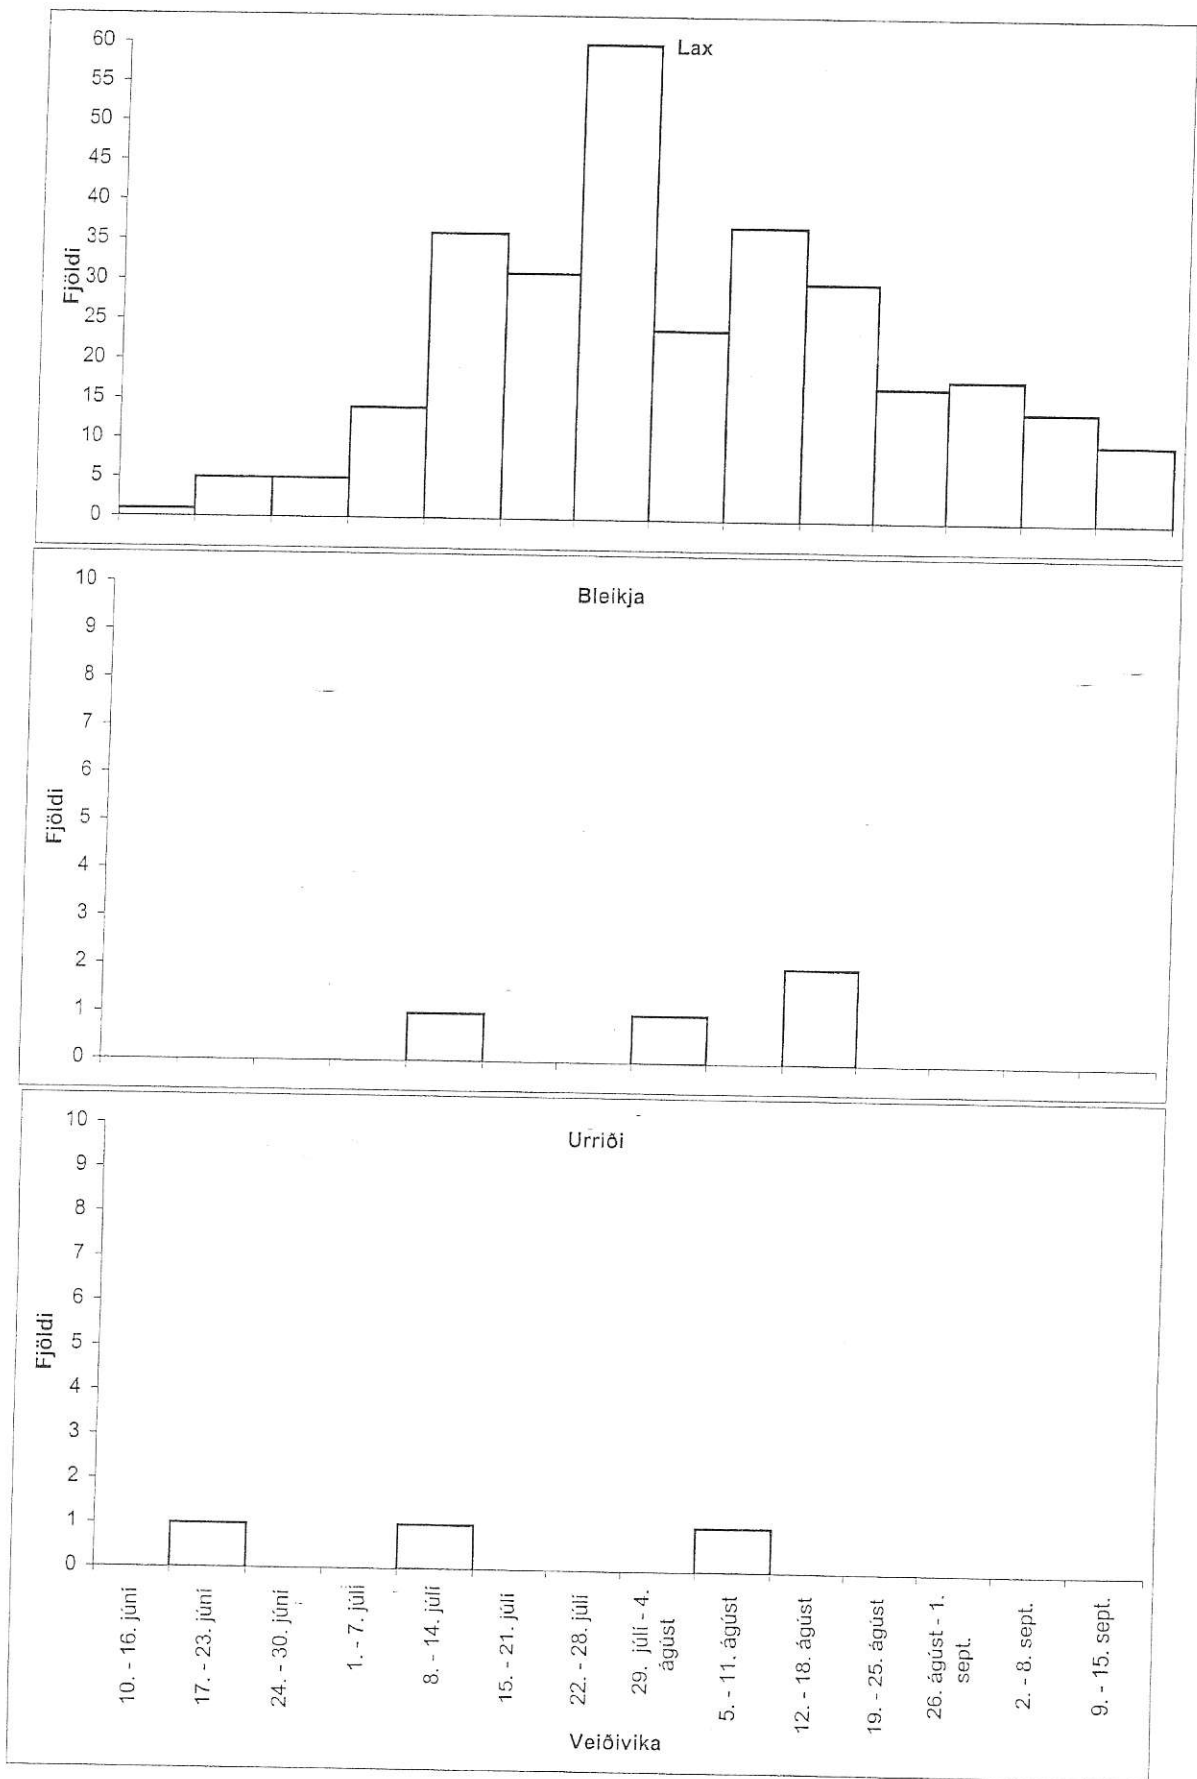 Lax
60
55
50
45
40
35
30
25
20
15
10
5
0
Fjöldi
Bleikja
10
9
8
7
6
5
4
3
2
1
0
Fjöldi
Urriði
10
9
8
7
6
5
4
3
2
1
0
Fjöldi
10. - 16. júní
17. - 23. júní
24. - 30. júní
1. - 7. júlí
8. - 14. júlí
15. - 21. júlí
22. - 28. júlí
29. júlí - 4.
ágúst
5. - 11. ágúst
12. - 18. ágúst
19. - 25. ágúst
26. ágúst - 1.
sept.
2. - 8. sept.
9. - 15. sept.
Veiðivika